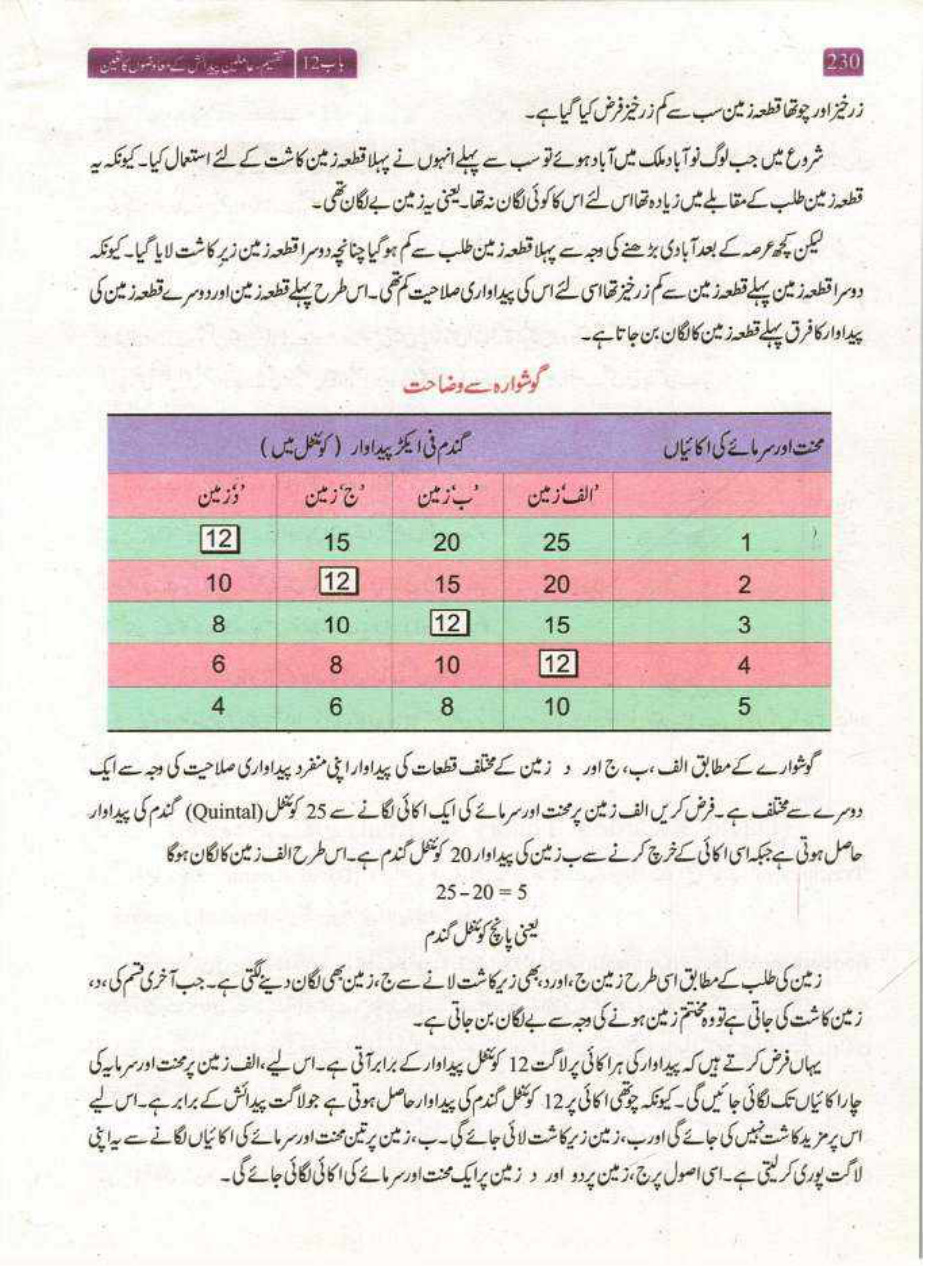 230
باب 12 تقسیم۔ عاملین پیدائش کے معاوضوں کا تعین
زرخیز اور چوتھا قطعہ زمین سب سے کم زرخیز فرض کیا گیا ہے۔
شروع میں جب لوگ نو آباد ملک میں آباد ہوئے تو سب سے پہلے انہوں نے پہلا قطعہ زمین کاشت کے لئے استعمال کیا۔ کیونکہ یہ
قطعہ زمین طلب کے مقابلے میں زیادہ تھا اس لئے اس کا کوئی لگان نہ تھا۔ یعنی یہ زمین بے لگان تھی۔
لیکن کچھ عرصہ کے بعد آبادی بڑھنے کی وجہ سے پہلا قطعہ زمین طلب سے کم ہو گیا چنانچہ دوسرا قطعہ زمین زیر کاشت لایا گیا۔ کیونکہ
دوسرا قطعہ زمین پہلے قطعہ زمین سے کم زرخیز تھا اسی لئے اس کی پیداواری صلاحیت کم تھی۔ اس طرح پہلے قطعہ زمین اور دوسرے قطعہ زمین کی
پیداوار کا فرق پہلے قطعہ زمین کا لگان بن جاتا ہے۔
گوشوارہ سے وضاحت
محنت اور سرمائے کی اکائیاں گندم فی ایکڑ پیداوار (کوئنٹل میں)
'الف' زمین 'ب' زمین 'ج' زمین 'د' زمین
1 25 20 15 12
2 20 15 12 10
3 15 12 10 8
4 12 10 8 6
5 10 8 6 4
گوشوارے کے مطابق الف، ب، ج اور د زمین کے مختلف قطعات کی پیداوار اپنی منفرد پیداواری صلاحیت کی وجہ سے ایک
دوسرے سے مختلف ہے۔ فرض کریں الف زمین پر محنت اور سرمائے کی ایک اکائی لگانے سے 25 کوئنٹل (Quintal) گندم کی پیداوار
حاصل ہوتی ہے جبکہ اسی اکائی کے خرچ کرنے سے ب زمین کی پیداوار 20 کوئنٹل گندم ہے۔ اس طرح الف زمین کا لگان ہوگا
25 – 20 = 5
یعنی پانچ کوئنٹل گندم
زمین کی طلب کے مطابق اسی طرح زمین ج، اور د، بھی زیر کاشت لانے سے ج، زمین بھی لگان دینے لگتی ہے۔ جب آخری قسم کی، د،
زمین کاشت کی جاتی ہے تو وہ مختتم زمین ہونے کی وجہ سے بے لگان بن جاتی ہے۔
یہاں فرض کرتے ہیں کہ پیداوار کی ہر اکائی پر لاگت 12 کوئنٹل پیداوار کے برابر آتی ہے۔ اس لیے، الف زمین پر محنت اور سرمایہ کی
چار اکائیاں تک لگائی جائیں گی۔ کیونکہ چوتھی اکائی پر 12 کوئنٹل گندم کی پیداوار حاصل ہوتی ہے جو لاگت پیدائش کے برابر ہے۔ اس لیے
اس پر مزید کاشت نہیں کی جائے گی اور ب، زمین زیر کاشت لائی جائے گی۔ ب، زمین پر تین محنت اور سرمائے کی اکائیاں لگانے سے یہ اپنی
لاگت پوری کر لیتی ہے۔ اسی اصول پر ج، زمین پر دو اور د زمین پر ایک محنت اور سرمائے کی اکائی لگائی جائے گی۔